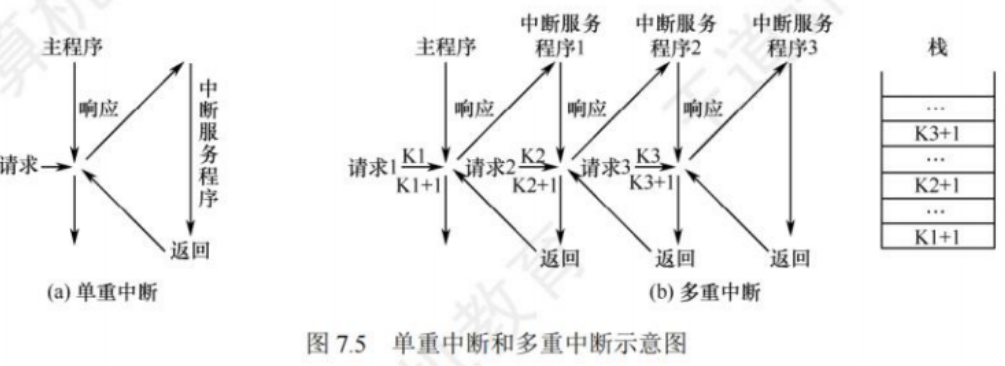 主程序
响应
请求
中断服务程序
返回
(a) 单重中断
主程序
中断服务
程序1
中断服务
程序2
中断服务
程序3
响应
响应
响应
请求1
K1
K1+1
请求2
K2
K2+1
请求3
K3
K3+1
返回
返回
返回
(b) 多重中断
栈
…
K3+1
…
K2+1
…
K1+1
图 7.5 单重中断和多重中断示意图